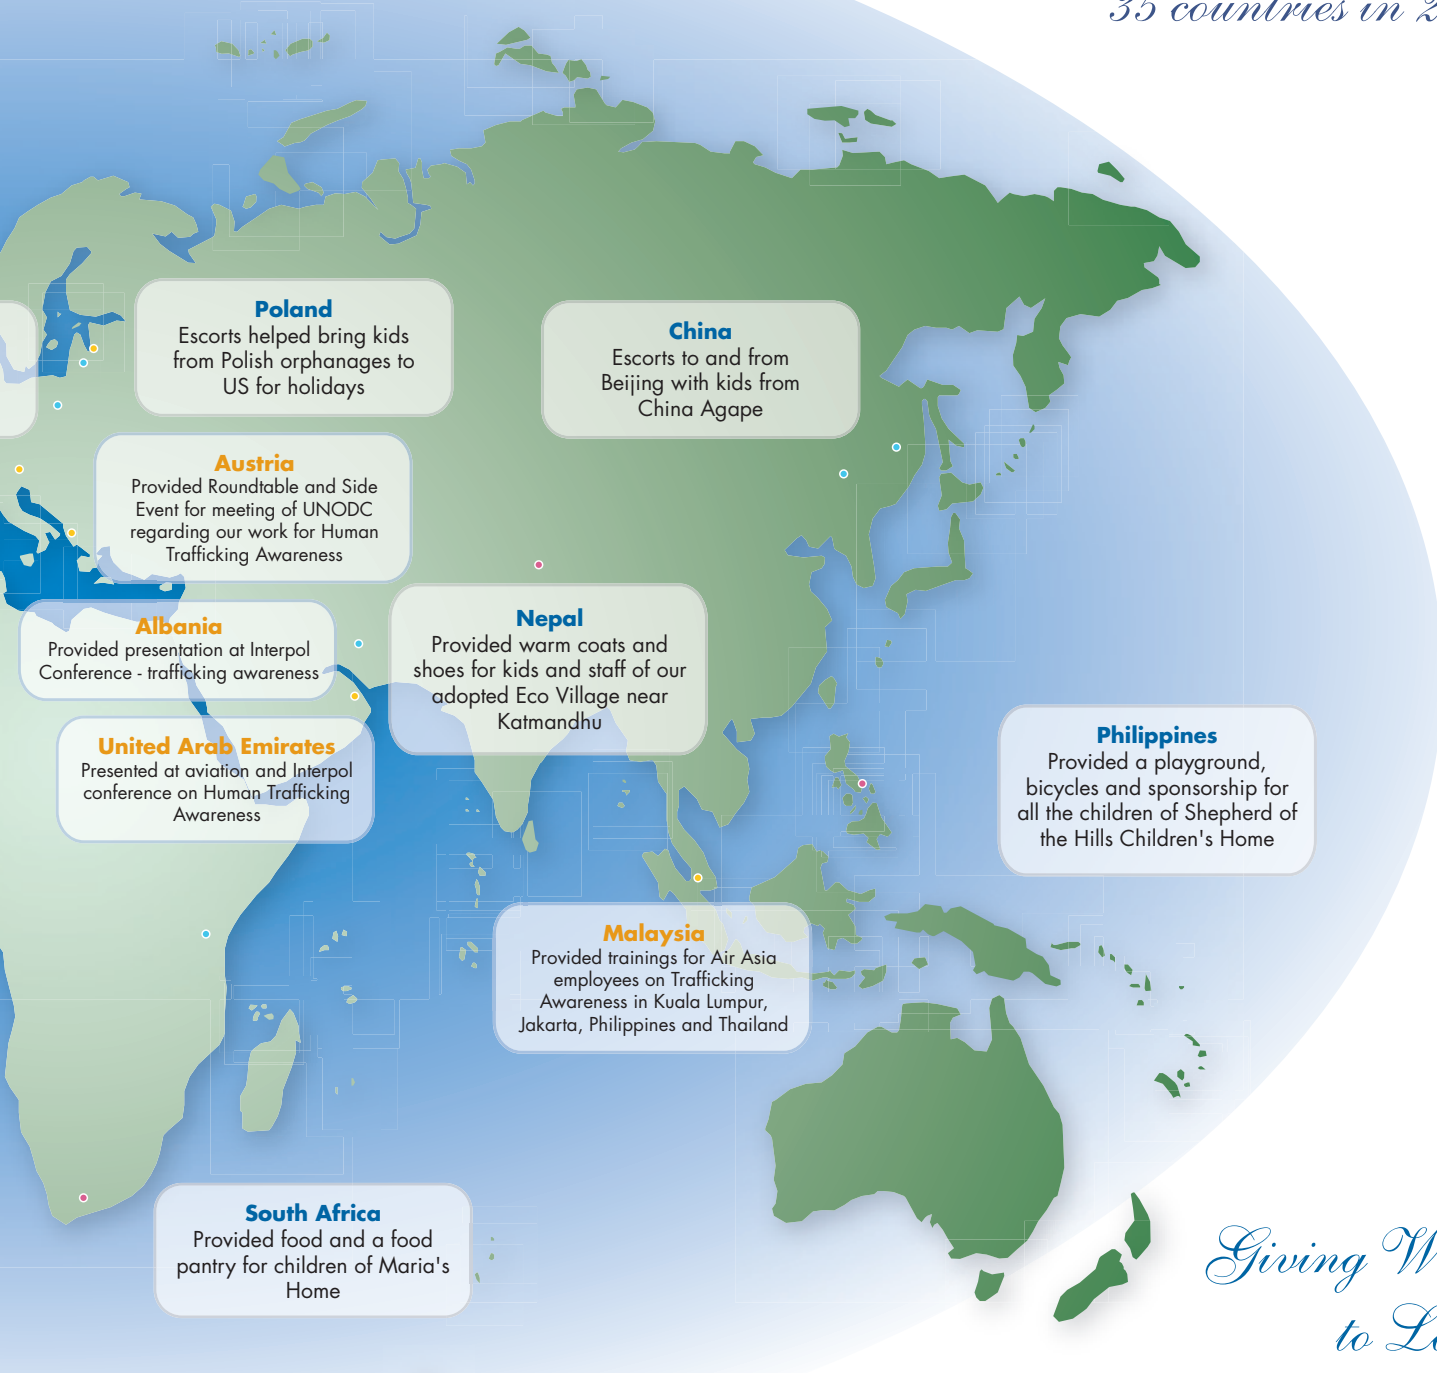 35 countries in
Poland
Escorts helped bring kids
from Polish orphanages to
US for holidays
China
Escorts to and from
Beijing with kids from
China Agape
Austria
Provided Roundtable and Side
Event for meeting of UNODC
regarding our work for Human
Trafficking Awareness
Albania
Provided presentation at Interpol
Conference - trafficking awareness
Nepal
Provided warm coats and
shoes for kids and staff of our
adopted Eco Village near
Katmandhu
United Arab Emirates
Presented at aviation and Interpol
conference on Human Trafficking
Awareness
Philippines
Provided a playground,
bicycles and sponsorship for
all the children of Shepherd of
the Hills Children's Home
Malaysia
Provided trainings for Air Asia
employees on Trafficking
Awareness in Kuala Lumpur,
Jakarta, Philippines and Thailand
South Africa
Provided food and a food
pantry for children of Maria's
Home
Giving
to